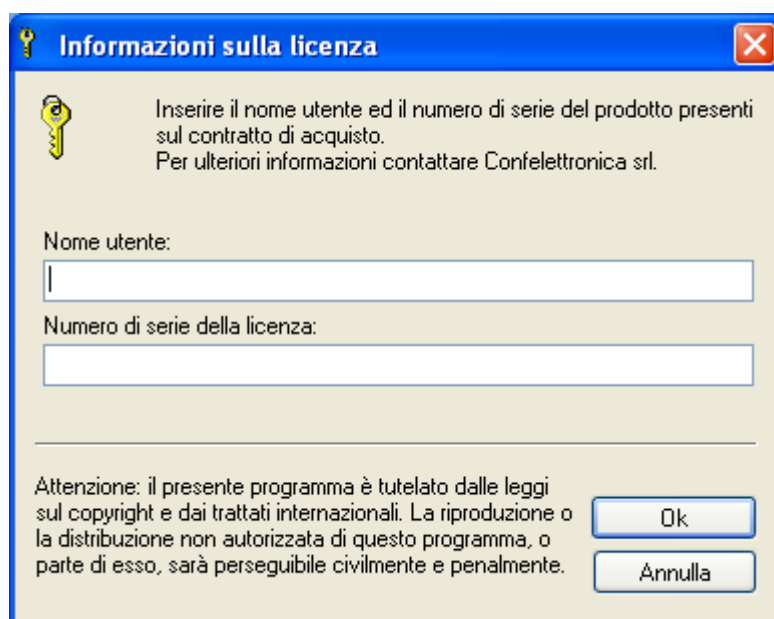 Informazioni sulla licenza
Inserire il nome utente ed il numero di serie del prodotto presenti
sul contratto di acquisto.
Per ulteriori informazioni contattare Confelettronica srl.
Nome utente:
Numero di serie della licenza:
Attenzione: il presente programma è tutelato dalle leggi
sul copyright e dai trattati internazionali. La riproduzione o
la distribuzione non autorizzata di questo programma, o
parte di esso, sarà perseguibile civilmente e penalmente.
Ok
Annulla